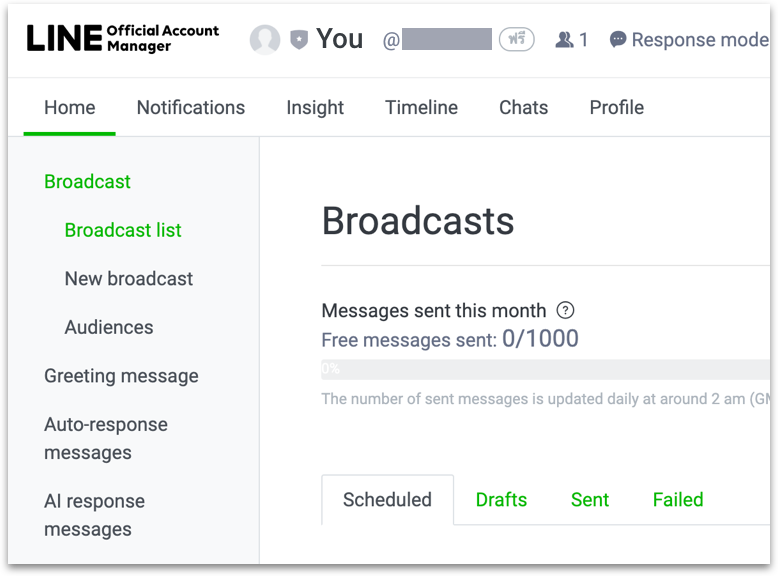 LINE Official Account Manager
You @ ฟรี 1 Response mode
Home Notifications Insight Timeline Chats Profile
Broadcast
Broadcast list
New broadcast
Audiences
Greeting message
Auto-response
messages
AI response
messages
Broadcasts
Messages sent this month ?
Free messages sent: 0/1000
0%
The number of sent messages is updated daily at around 2 am (GM
Scheduled Drafts Sent Failed